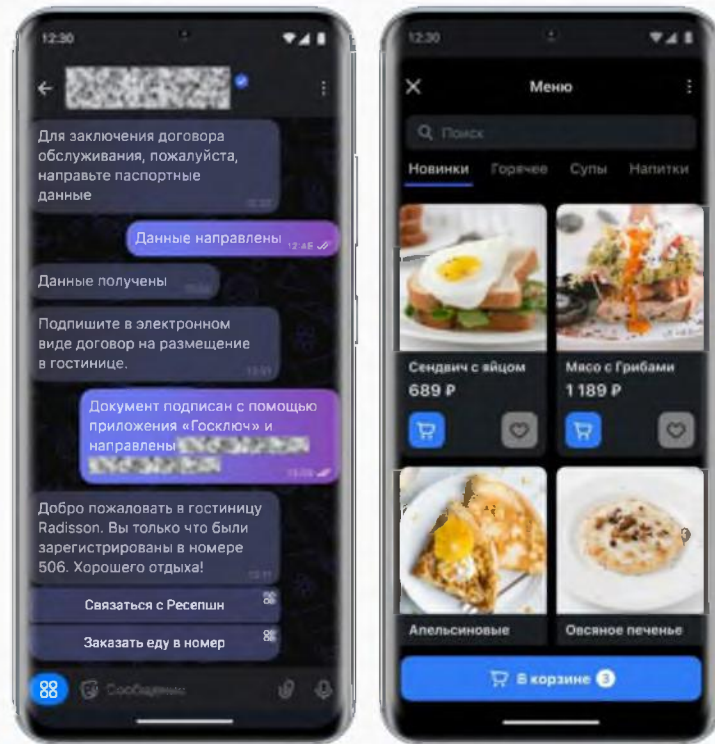 12:30
Для заключения договора
обслуживания, пожалуйста,
направьте паспортные
данные
Данные направлены
12:46
Данные получены
Подпишите в электронном
виде договор на размещение
в гостинице.
Документ подписан с помощью
приложения «Госключ» и
направлены
Добро пожаловать в гостиницу
Radisson. Вы только что были
зарегистрированы в номере
506. Хорошего отдыха!
Связаться с Ресепшн
Заказать еду в номер
Сообщение
12:30
Меню
Поиск
Новинки Горячее Супы Напитки
Сендвич с яйцом Мясо с Грибами
689 ₽ 1 189 ₽
Апельсиновые Овсяное печенье
В корзине 3